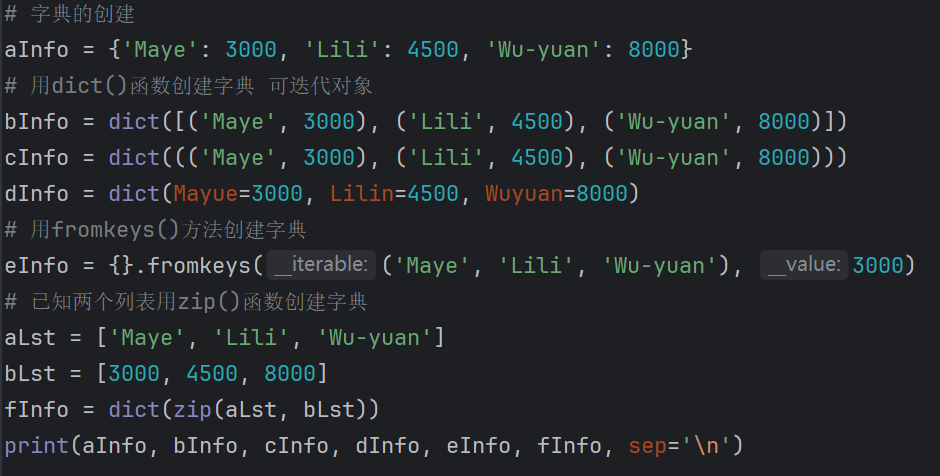 # 字典的创建
aInfo = {'Maye': 3000, 'Lili': 4500, 'Wu-yuan': 8000}
# 用dict()函数创建字典 可迭代对象
bInfo = dict([('Maye', 3000), ('Lili', 4500), ('Wu-yuan', 8000)])
cInfo = dict((('Maye', 3000), ('Lili', 4500), ('Wu-yuan', 8000)))
dInfo = dict(Mayue=3000, Lilin=4500, Wuyuan=8000)
# 用fromkeys()方法创建字典
eInfo = {}.fromkeys(__iterable: ('Maye', 'Lili', 'Wu-yuan'), __value: 3000)
# 已知两个列表用zip()函数创建字典
aLst = ['Maye', 'Lili', 'Wu-yuan']
bLst = [3000, 4500, 8000]
fInfo = dict(zip(aLst, bLst))
print(aInfo, bInfo, cInfo, dInfo, eInfo, fInfo, sep='\n')